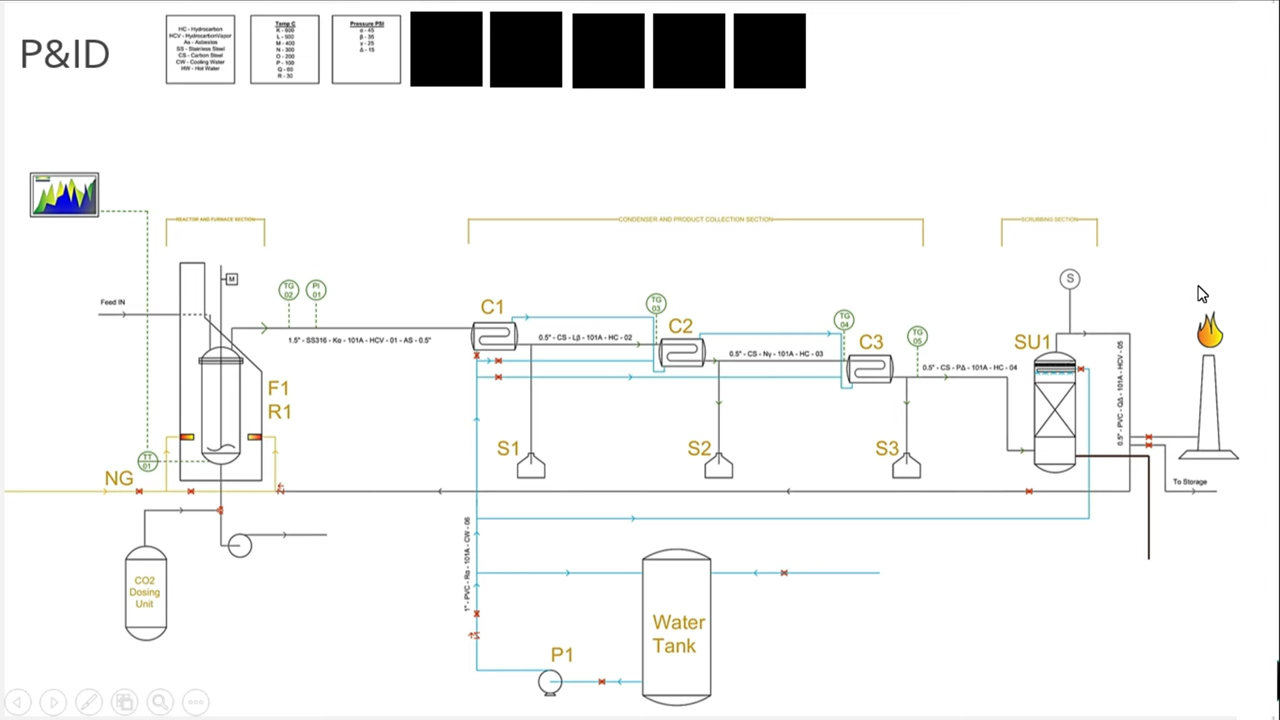 P&ID
HC - Hydrocarbon
HCV - HydrocarbonVapor
As - Asbestos
SS - Stainless Steel
CS - Carbon Steel
CW - Cooling Water
HW - Hot Water
Temp C
K - 600
L - 500
M - 400
N - 300
O - 200
P - 100
Q - 60
R - 30
Pressure PSI
α - 45
β - 35
γ - 25
Δ - 15
REACTOR AND FURNACE SECTION
CONDENSER AND PRODUCT COLLECTION SECTION
SCRUBBING SECTION
Feed IN
M
TG
02
PI
01
1.5" - SS316 - Kα - 101A - HCV - 01 - AS - 0.5"
C1
TG
03
0.5" - CS - Lβ - 101A - HC - 02
C2
TG
04
0.5" - CS - Nγ - 101A - HC - 03
C3
TG
05
0.5" - CS - PΔ - 101A - HC - 04
S
SU1
0.5" - PVC - QΔ - 101A - HCV - 05
F1
R1
TT
01
NG
S1
S2
S3
To Storage
1" - PVC - Rα - 101A - CW - 06
CO2
Dosing
Unit
P1
Water
Tank